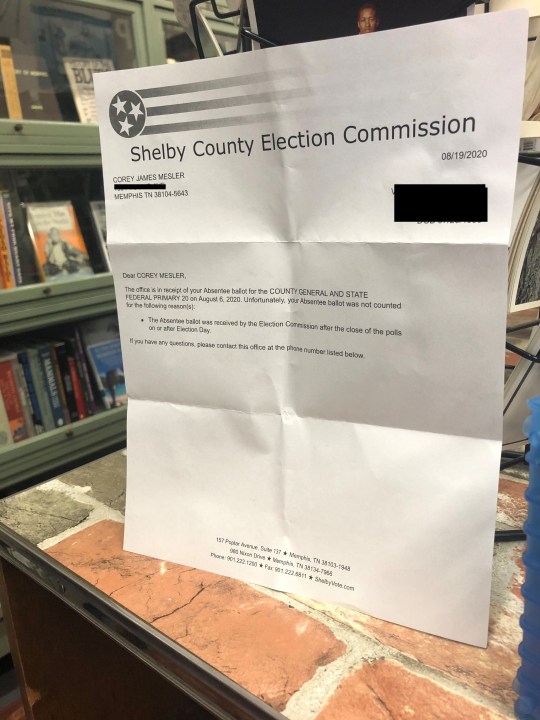 Shelby County Election Commission
08/19/2020
COREY JAMES MESLER
MEMPHIS TN 38104-5643
Dear COREY MESLER,
The office is in receipt of your Absentee ballot for the COUNTY GENERAL AND STATE
FEDERAL PRIMARY 20 on August 6, 2020. Unfortunately, your Absentee ballot was not counted
for the following reason(s):
• The Absentee ballot was received by the Election Commission after the close of the polls
on or after Election Day.
If you have any questions, please contact this office at the phone number listed below.
157 Poplar Avenue, Suite 137 ★ Memphis, TN 38103-1948
980 Nixon Drive ★ Memphis, TN 38134-7966
Phone: 901.222.1200 ★ Fax: 901.222.6811 ★ ShelbyVote.com